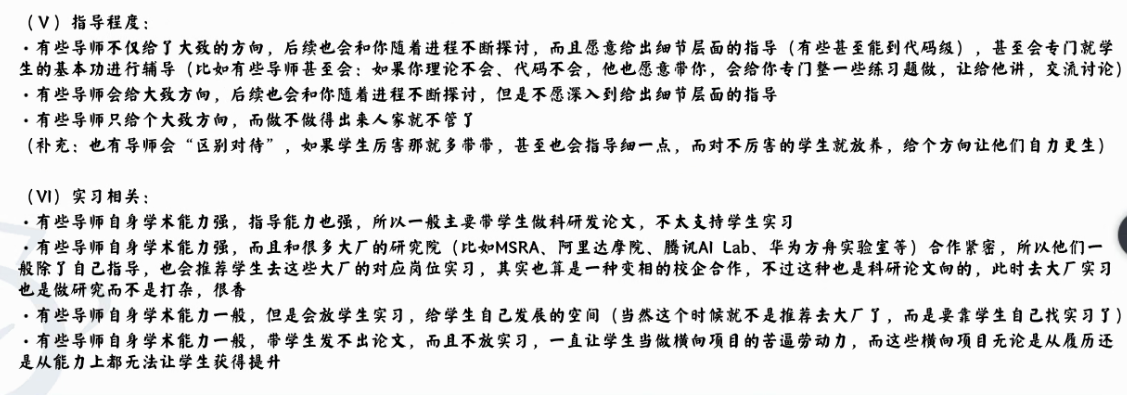 （V）指导程度：
·有些导师不仅给了大致的方向，后续也会和你随着进程不断探讨，而且愿意给出细节层面的指导（有些甚至能到代码级），甚至会专门就学
生的基本功进行辅导（比如有些导师甚至会：如果你理论不会、代码不会，他也愿意带你，会给你专门整一些练习题做，让给他讲，交流讨论）
·有些导师会给大致方向，后续也会和你随着进程不断探讨，但是不愿深入到给出细节层面的指导
·有些导师只给个大致方向，而做不做得出来人家就不管了
（补充：也有导师会“区别对待”，如果学生厉害那就多带带，甚至也会指导细一点，而对不厉害的学生就放养，给个方向让他们自力更生）
（VI）实习相关：
·有些导师自身学术能力强，指导能力也强，所以一般主要带学生做科研发论文，不太支持学生实习
·有些导师自身学术能力强，而且和很多大厂的研究院（比如MSRA、阿里达摩院、腾讯AI Lab、华为方舟实验室等）合作紧密，所以他们一
般除了自己指导，也会推荐学生去这些大厂的对应岗位实习，其实也算是一种变相的校企合作，不过这种也是科研论文向的，此时去大厂实习
也是做研究而不是打杂，很香
·有些导师自身学术能力一般，但是会放学生实习，给学生自己发展的空间（当然这个时候就不是推荐去大厂了，而是要靠学生自己找实习了）
·有些导师自身学术能力一般，带学生发不出论文，而且不放实习，一直让学生当做横向项目的苦逼劳动力，而这些横向项目无论是从履历还
是从能力上都无法让学生获得提升